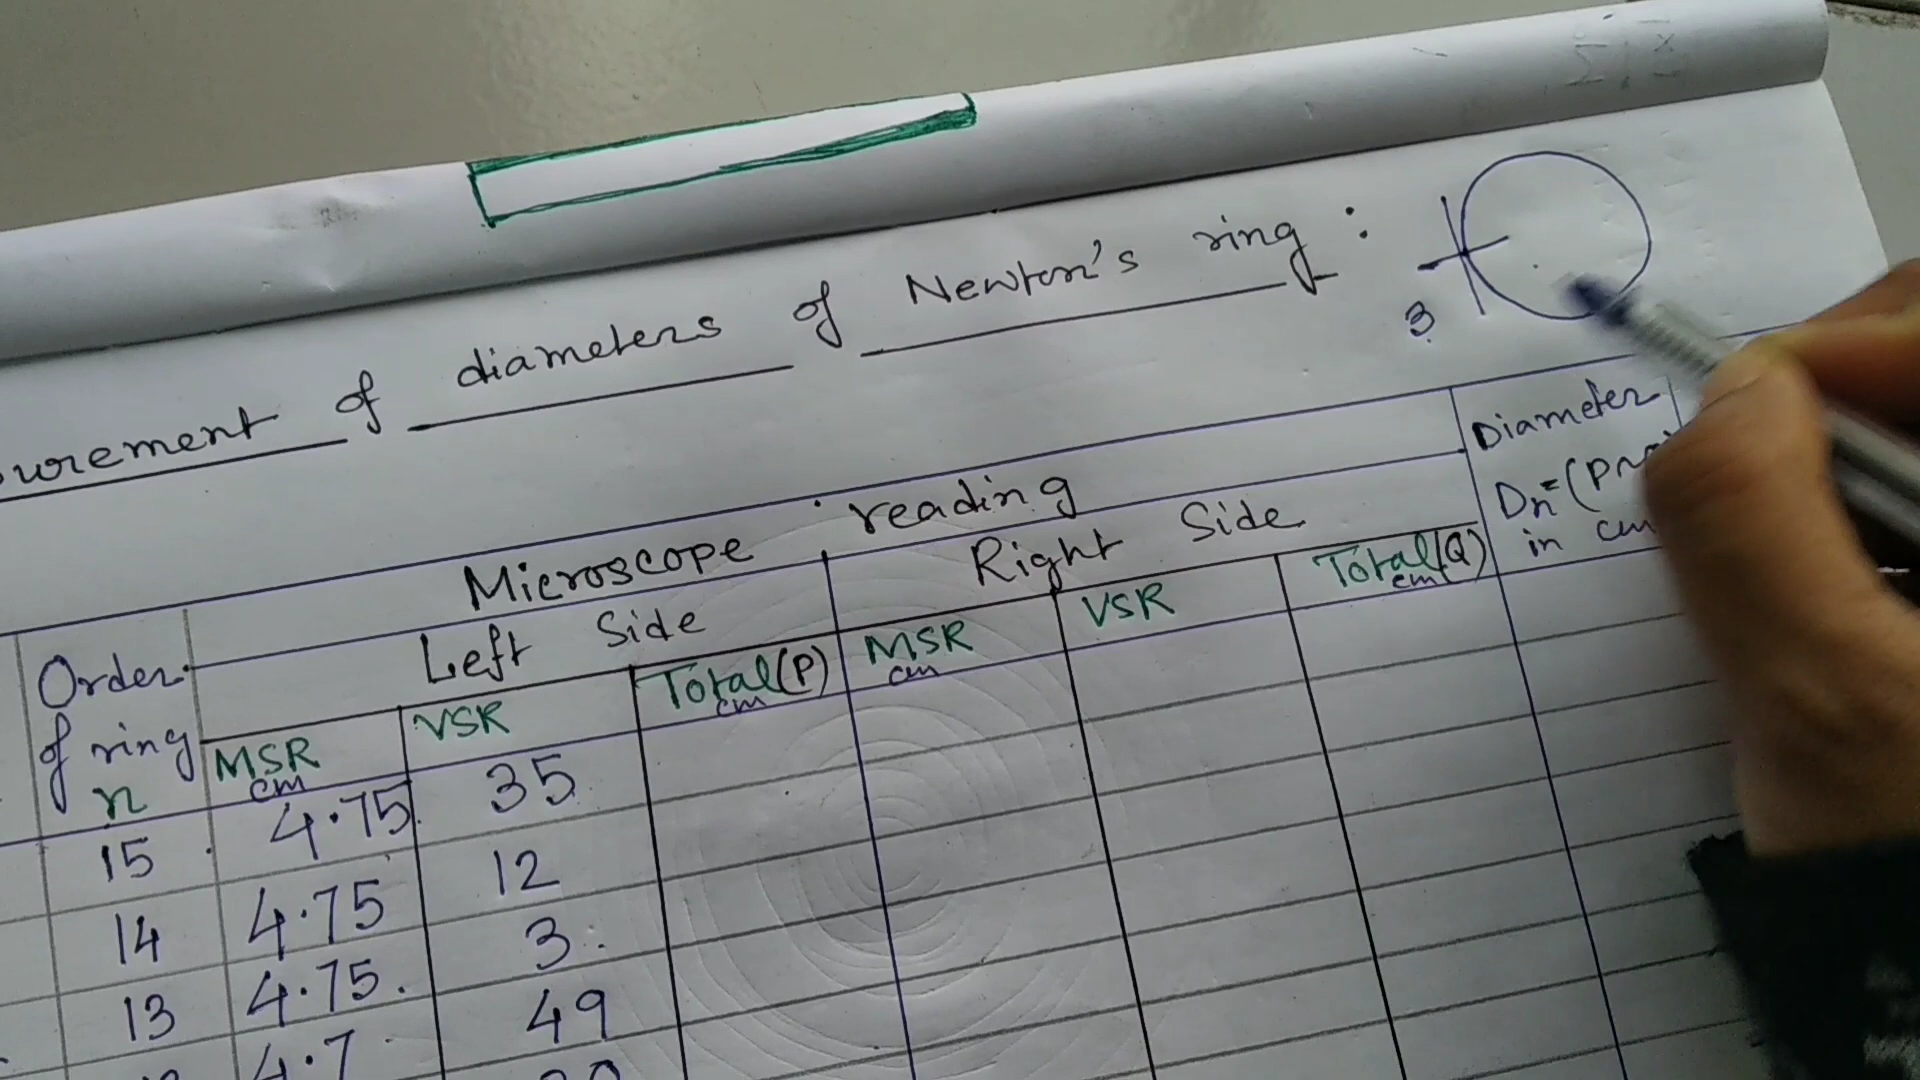 urement of diameters of Newton's ring :
3
Microscope reading
Diameter
Left Side
Right Side
Dn = (P~
in cm
Order
of ring
n
MSR
cm
VSR
Total (P)
cm
MSR
cm
VSR
Total (Q)
cm
15 4.75 35
14 4.75 12
13 4.75 3
4.7 49